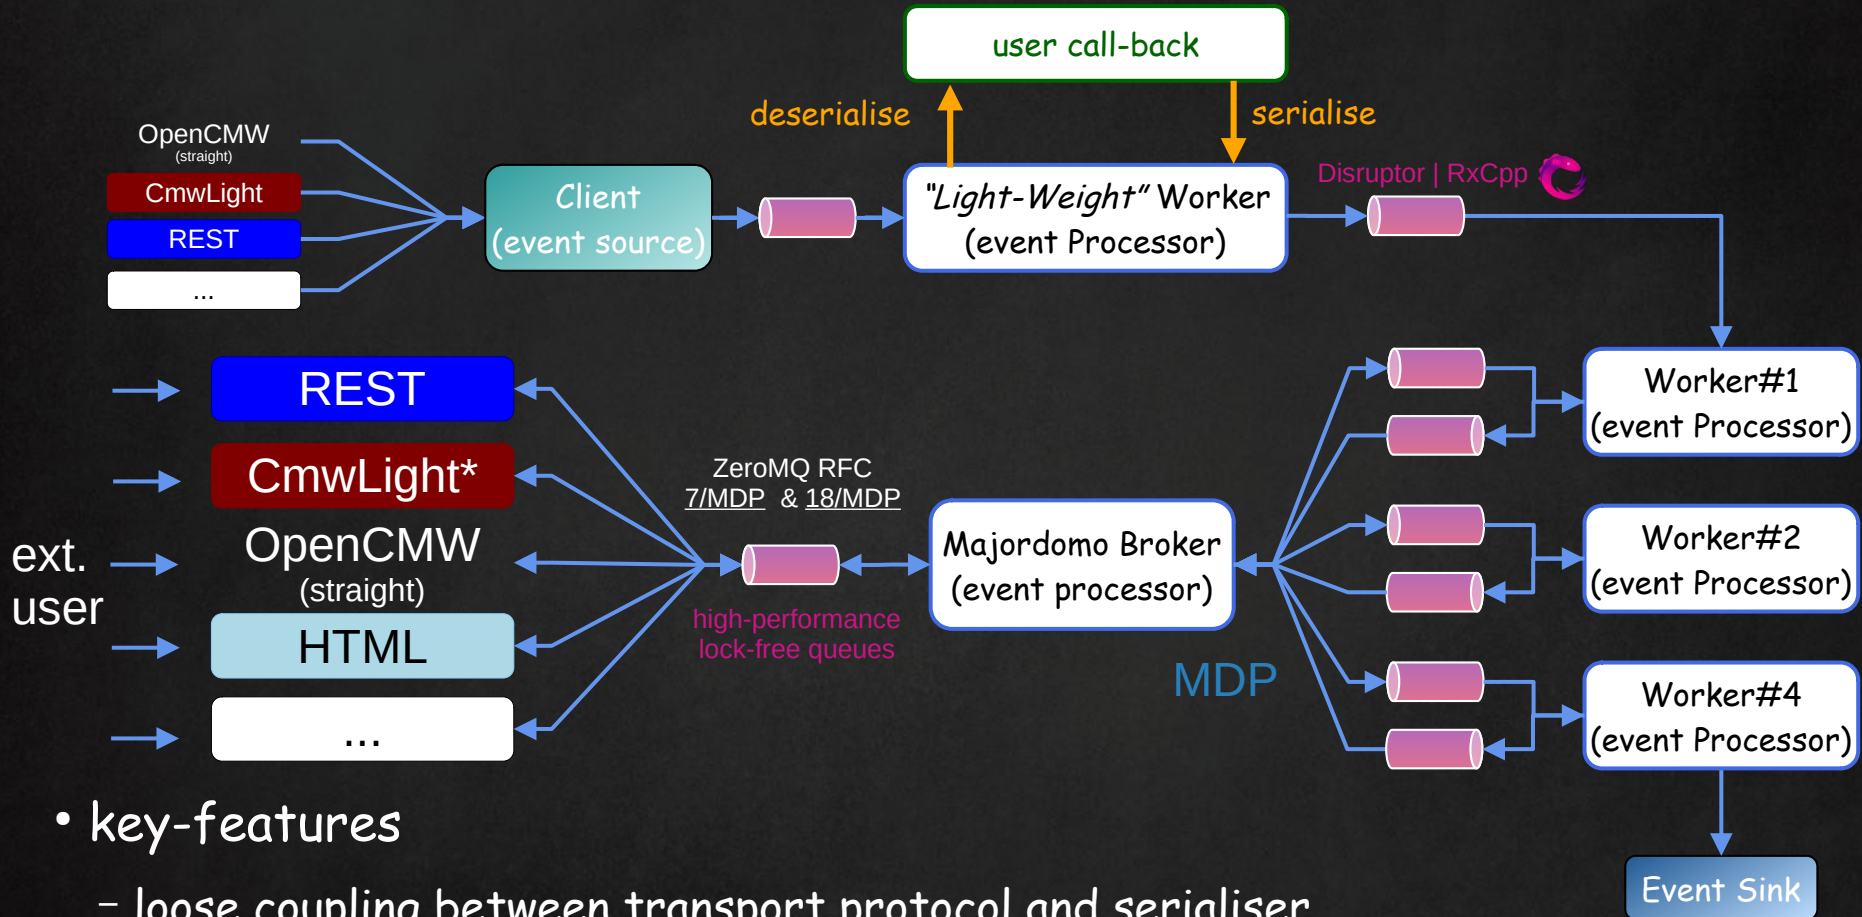 user call-back
deserialise
serialise
OpenCMW
(straight)
CmwLight
REST
...
Client
(event source)
"Light-Weight" Worker
(event Processor)
Disruptor | RxCpp
ext.
user
REST
CmwLight*
OpenCMW
(straight)
HTML
...
ZeroMQ RFC
7/MDP & 18/MDP
high-performance
lock-free queues
Majordomo Broker
(event processor)
MDP
Worker#1
(event Processor)
Worker#2
(event Processor)
Worker#4
(event Processor)
Event Sink
• key-features
– loose coupling between transport protocol and serialiser